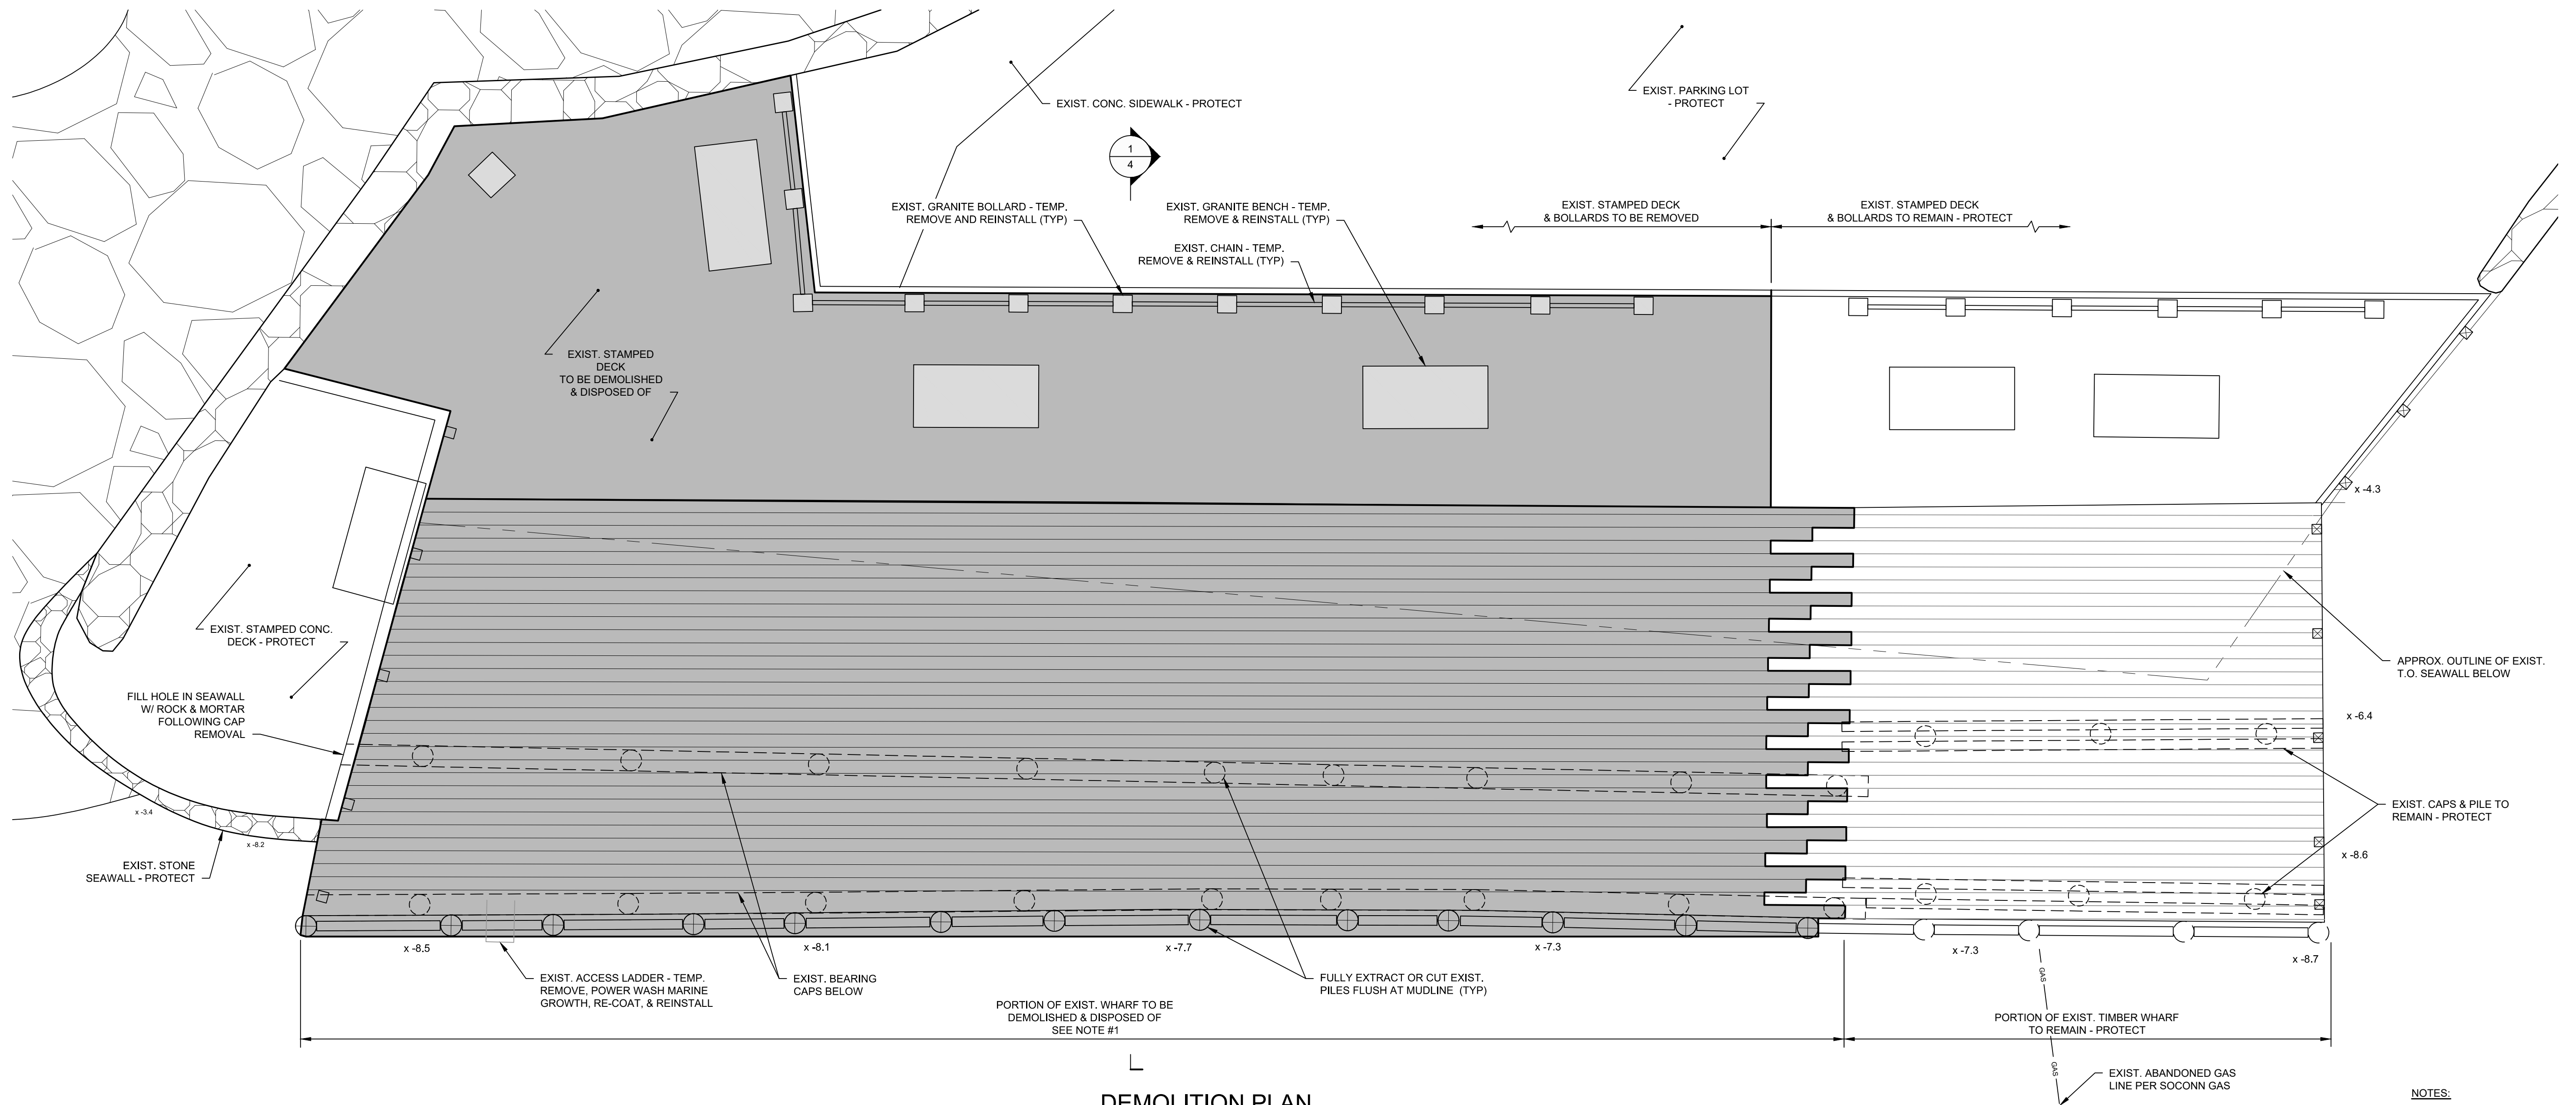 EXIST. CONC. SIDEWALK - PROTECT
EXIST. PARKING LOT
- PROTECT
1
4
EXIST. GRANITE BOLLARD - TEMP.
REMOVE AND REINSTALL (TYP)
EXIST. GRANITE BENCH - TEMP.
REMOVE & REINSTALL (TYP)
EXIST. CHAIN - TEMP.
REMOVE & REINSTALL (TYP)
EXIST. STAMPED DECK
& BOLLARDS TO BE REMOVED
EXIST. STAMPED DECK
& BOLLARDS TO REMAIN - PROTECT
EXIST. STAMPED
DECK
TO BE DEMOLISHED
& DISPOSED OF
x -4.3
EXIST. STAMPED CONC.
DECK - PROTECT
APPROX. OUTLINE OF EXIST.
T.O. SEAWALL BELOW
FILL HOLE IN SEAWALL
W/ ROCK & MORTAR
FOLLOWING CAP
REMOVAL
x -6.4
EXIST. CAPS & PILE TO
REMAIN - PROTECT
x -3.4
x -8.2
x -8.6
EXIST. STONE
SEAWALL - PROTECT
x -8.5
x -8.1
x -7.7
x -7.3
x -7.3
x -8.7
EXIST. ACCESS LADDER - TEMP.
REMOVE, POWER WASH MARINE
GROWTH, RE-COAT, & REINSTALL
EXIST. BEARING
CAPS BELOW
FULLY EXTRACT OR CUT EXIST.
PILES FLUSH AT MUDLINE (TYP)
GAS
PORTION OF EXIST. WHARF TO BE
DEMOLISHED & DISPOSED OF
SEE NOTE #1
PORTION OF EXIST. TIMBER WHARF
TO REMAIN - PROTECT
GAS
EXIST. ABANDONED GAS
LINE PER SOCONN GAS
NOTES:
DEMOLITION PLAN